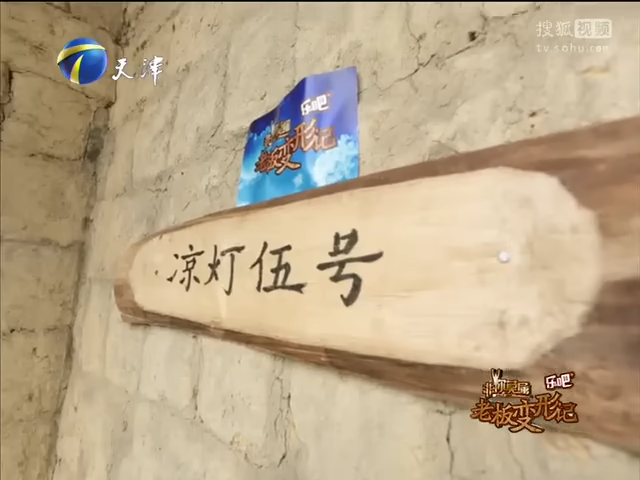 天津
搜狐视频
tv.sohu.com
乐吧
老板变形记
凉灯伍号
非你莫属
乐吧
老板变形记